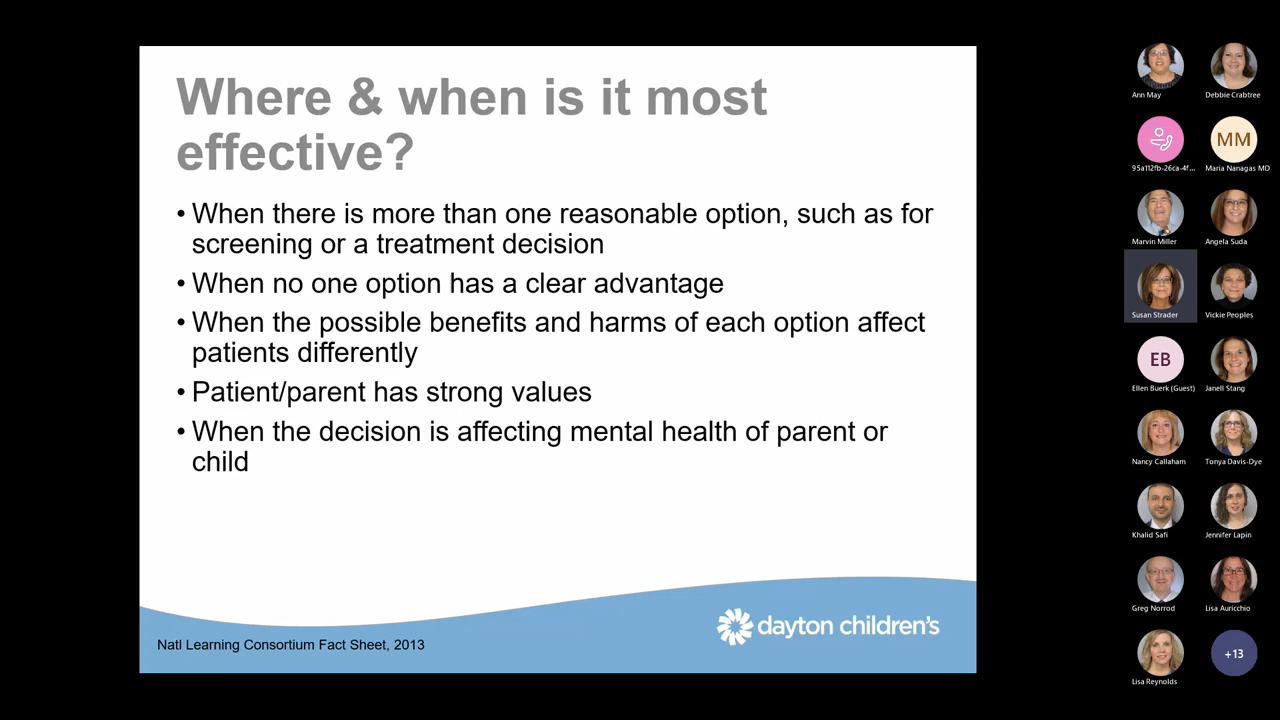 Where & when is it most
effective?
• When there is more than one reasonable option, such as for
screening or a treatment decision
• When no one option has a clear advantage
• When the possible benefits and harms of each option affect
patients differently
• Patient/parent has strong values
• When the decision is affecting mental health of parent or
child
Natl Learning Consortium Fact Sheet, 2013
dayton children's
Ann May
Debbie Crabtree
95a112fb-26ca-4f...
MM
Maria Nanagas MD
Marvin Miller
Angela Suda
Susan Strader
Vickie Peoples
EB
Ellen Buerk (Guest)
Janell Stang
Nancy Callaham
Tonya Davis-Dye
Khalid Safi
Jennifer Lapin
Greg Norrod
Lisa Auricchio
Lisa Reynolds
+13